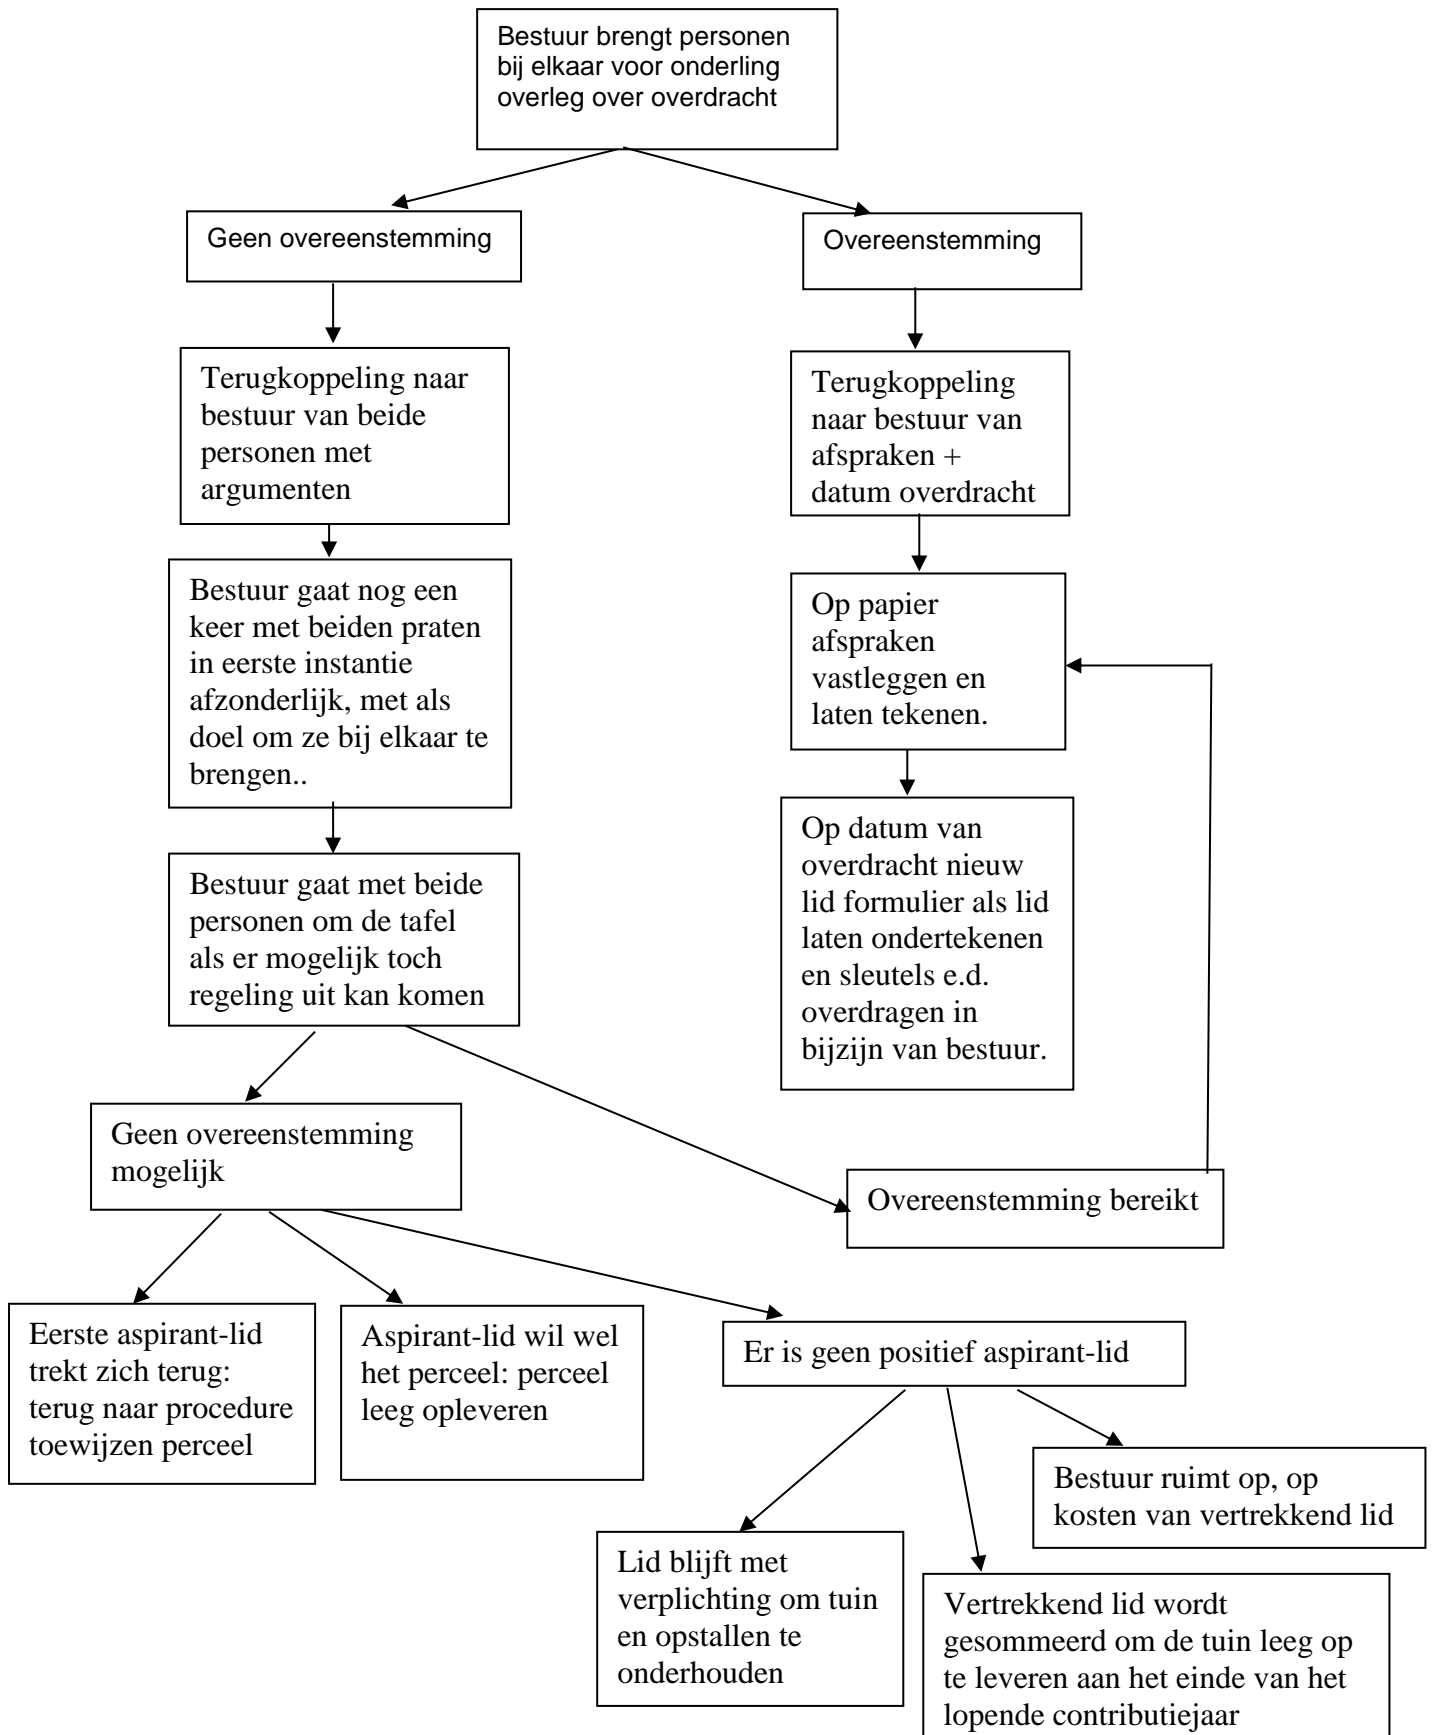 Bestuur brengt personen
bij elkaar voor onderling
overleg over overdracht
Geen overeenstemming
Overeenstemming
Terugkoppeling naar
bestuur van beide
personen met
argumenten
Terugkoppeling
naar bestuur van
afspraken +
datum overdracht
Bestuur gaat nog een
keer met beiden praten
in eerste instantie
afzonderlijk, met als
doel om ze bij elkaar te
brengen..
Op papier
afspraken
vastleggen en
laten tekenen.
Op datum van
overdracht nieuw
lid formulier als lid
laten ondertekenen
en sleutels e.d.
overdragen in
bijzijn van bestuur.
Bestuur gaat met beide
personen om de tafel
als er mogelijk toch
regeling uit kan komen
Geen overeenstemming
mogelijk
Overeenstemming bereikt
Eerste aspirant-lid
trekt zich terug:
terug naar procedure
toewijzen perceel
Aspirant-lid wil wel
het perceel: perceel
leeg opleveren
Er is geen positief aspirant-lid
Bestuur ruimt op, op
kosten van vertrekkend lid
Lid blijft met
verplichting om tuin
en opstallen te
onderhouden
Vertrekkend lid wordt
gesommeerd om de tuin leeg op
te leveren aan het einde van het
lopende contributiejaar